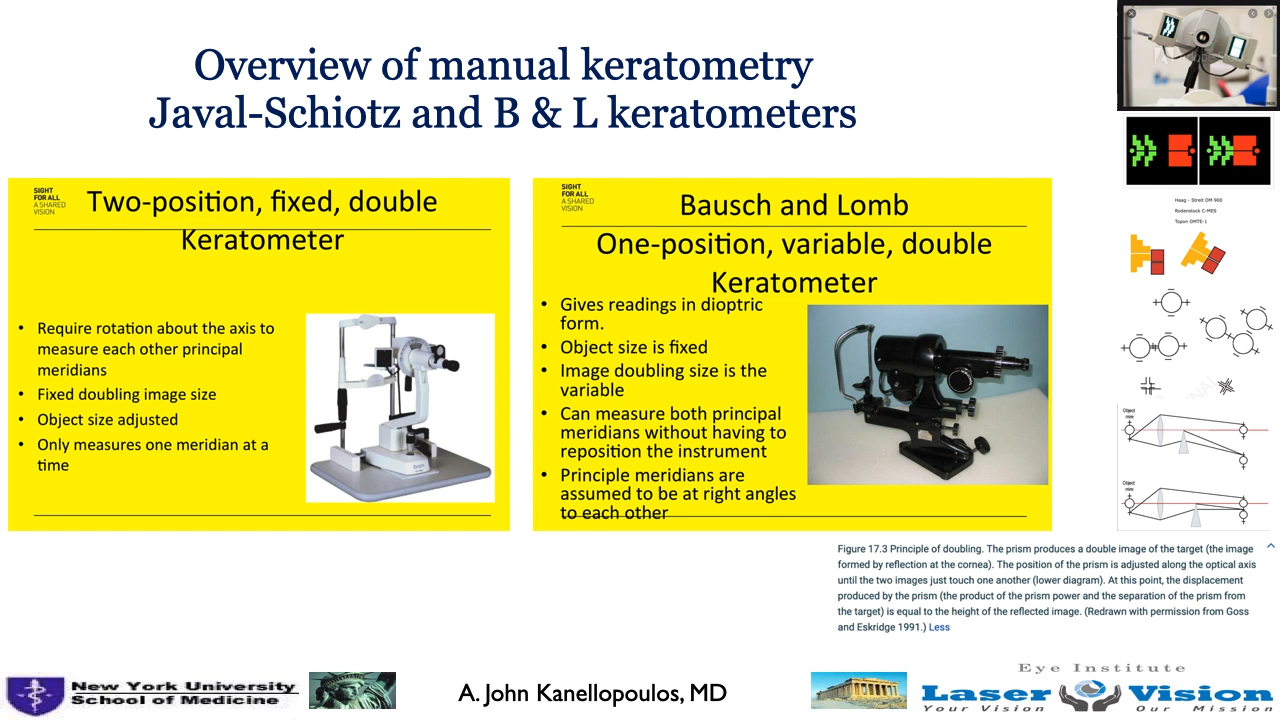 Overview of manual keratometry
Javal-Schiotz and B & L keratometers
SIGHT
FOR ALL
A SHARED
VISION
Two-position, fixed, double
Keratometer
• Require rotation about the axis to
measure each other principal
meridians
• Fixed doubling image size
• Object size adjusted
• Only measures one meridian at a
time
SIGHT
FOR ALL
A SHARED
VISION
Bausch and Lomb
One-position, variable, double
Keratometer
• Gives readings in dioptric
form.
• Object size is fixed
• Image doubling size is the
variable
• Can measure both principal
meridians without having to
reposition the instrument
• Principle meridians are
assumed to be at right angles
to each other
Haag - Streit OM 900
Rodenstock C-MES
Topon OMTE-1
Object
mire
Object
mire
Figure 17.3 Principle of doubling. The prism produces a double image of the target (the image
formed by reflection at the cornea). The position of the prism is adjusted along the optical axis
until the two images just touch one another (lower diagram). At this point, the displacement
produced by the prism (the product of the prism power and the separation of the prism from
the target) is equal to the height of the reflected image. (Redrawn with permission from Goss
and Eskridge 1991.) Less
New York University
School of Medicine
A. John Kanellopoulos, MD
Eye Institute
Laser Vision
Your Vision Our Mission